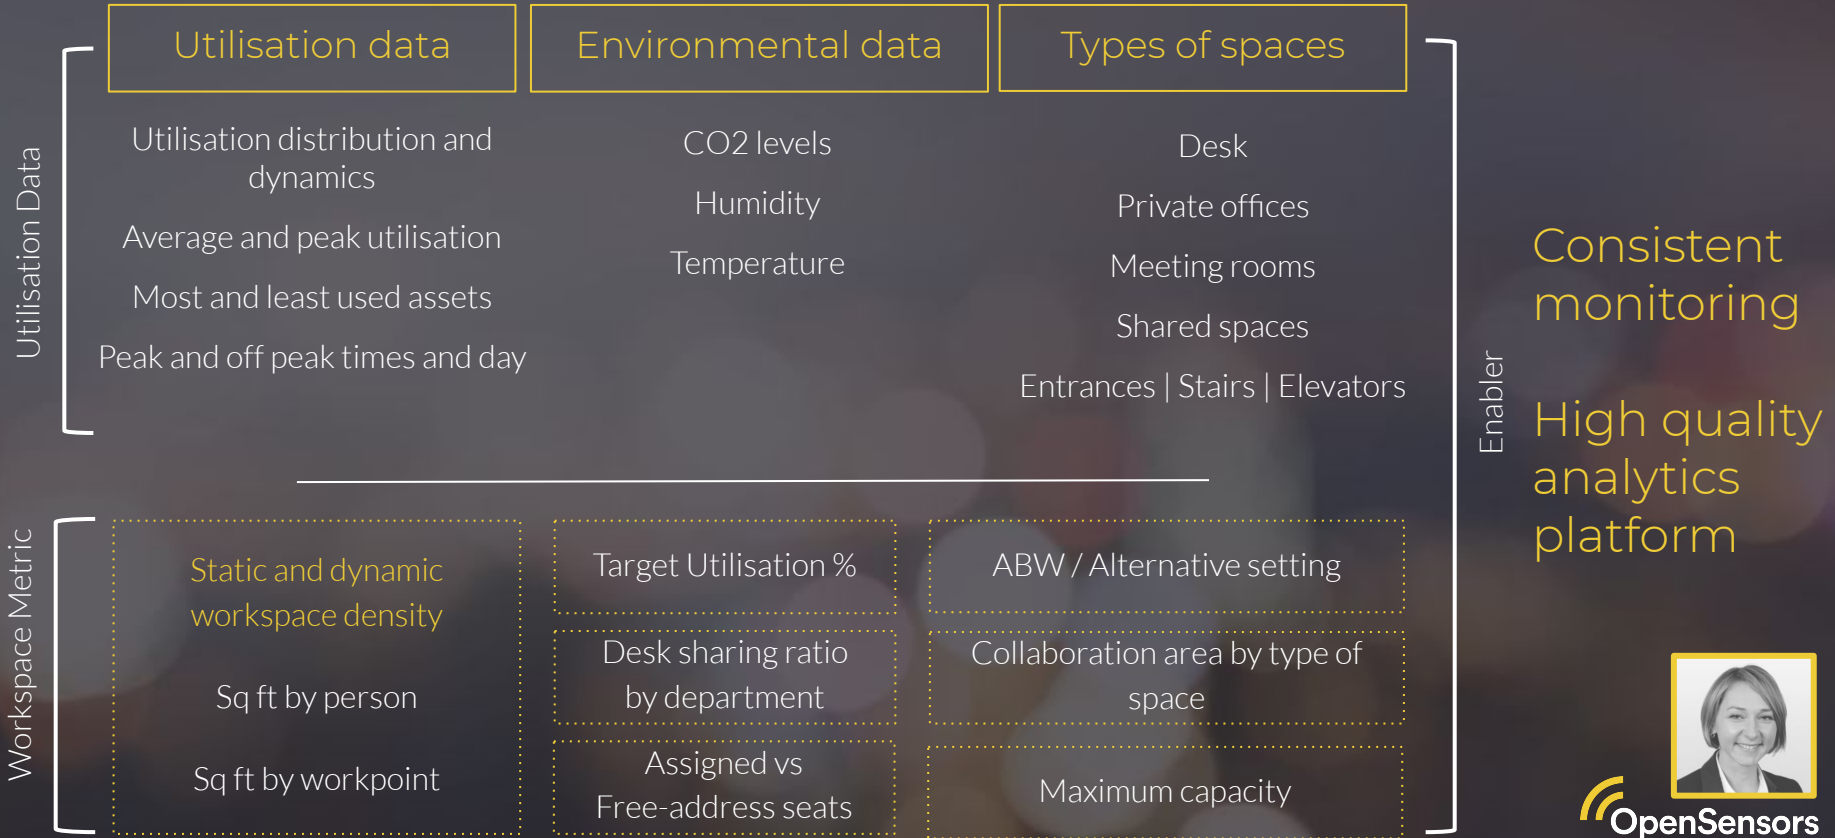 Utilisation data
Environmental data
Types of spaces
Utilisation Data
Utilisation distribution and
dynamics
Average and peak utilisation
Most and least used assets
Peak and off peak times and day
CO2 levels
Humidity
Temperature
Desk
Private offices
Meeting rooms
Shared spaces
Entrances | Stairs | Elevators
Workspace Metric
Static and dynamic
workspace density
Sq ft by person
Sq ft by workpoint
Target Utilisation %
Desk sharing ratio
by department
Assigned vs
Free-address seats
ABW / Alternative setting
Collaboration area by type of
space
Maximum capacity
Enabler
Consistent
monitoring
High quality
analytics
platform
OpenSensors